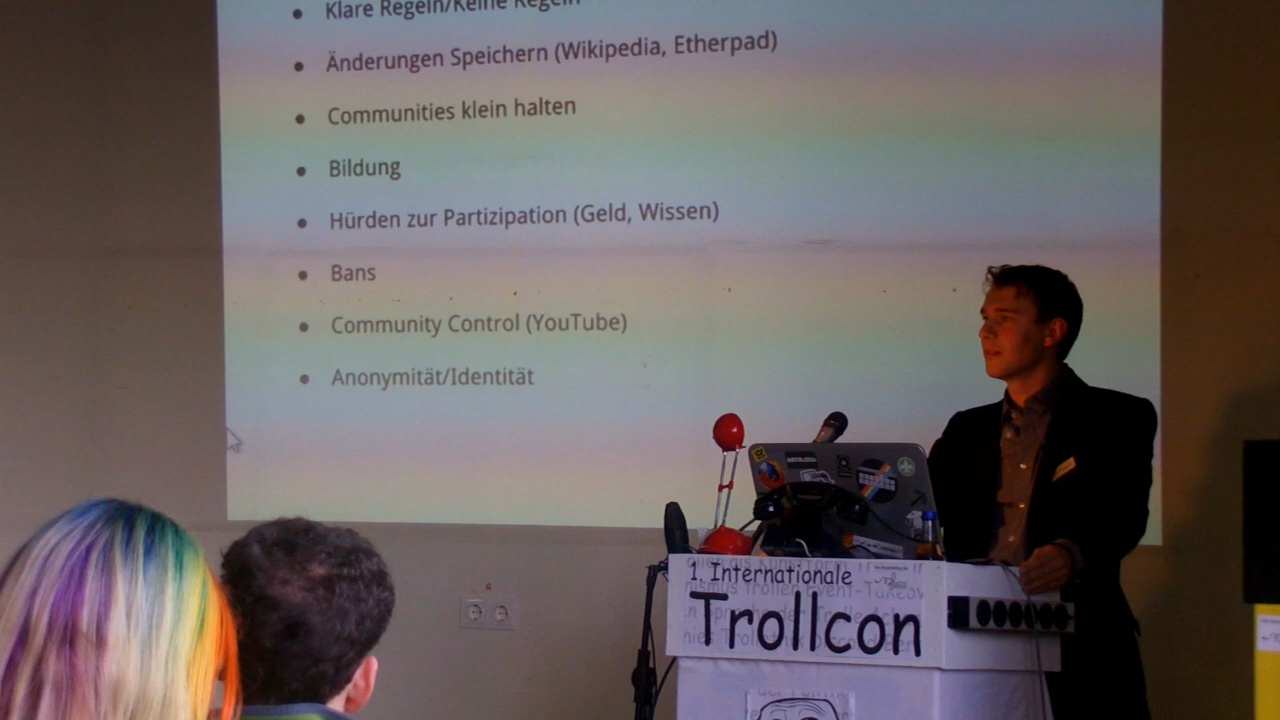 Klare Regeln/Keine Regeln
Änderungen Speichern (Wikipedia, Etherpad)
Communities klein halten
Bildung
Hürden zur Partizipation (Geld, Wissen)
Bans
Community Control (YouTube)
Anonymität/Identität
1. Internationale
Trollcon